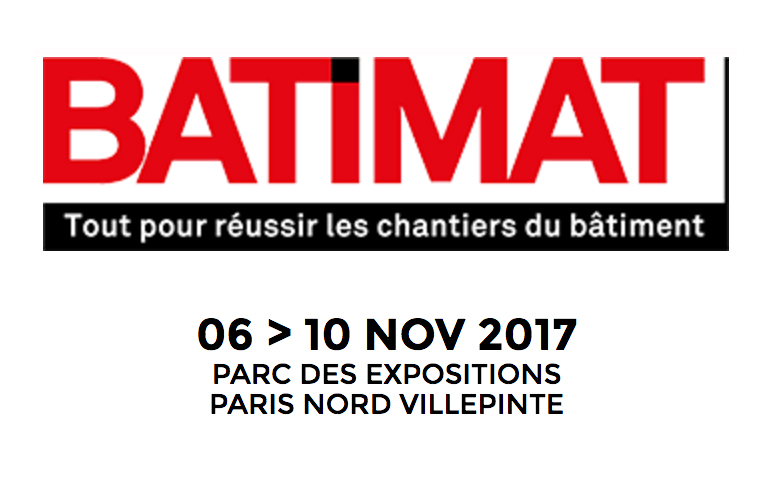 BATiMAT
Tout pour réussir les chantiers du bâtiment
06 > 10 NOV 2017
PARC DES EXPOSITIONS
PARIS NORD VILLEPINTE